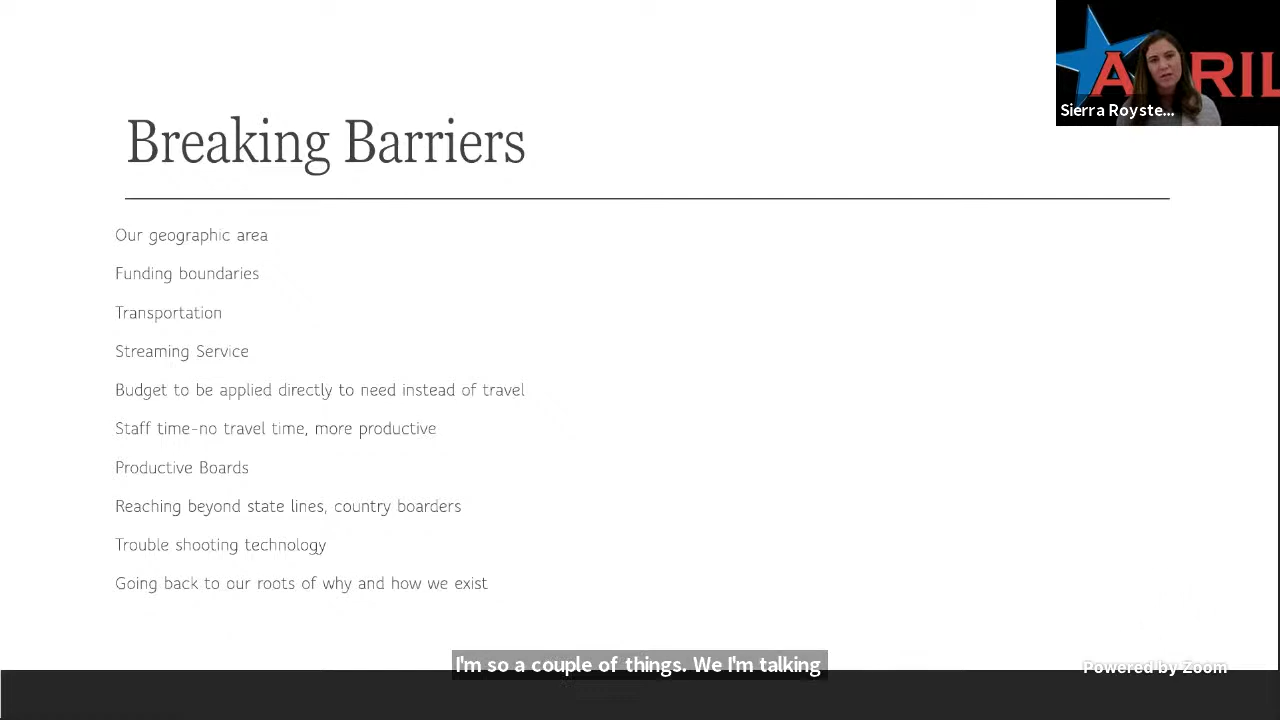 A RIL
Sierra Royste...
Breaking Barriers
Our geographic area
Funding boundaries
Transportation
Streaming Service
Budget to be applied directly to need instead of travel
Staff time-no travel time, more productive
Productive Boards
Reaching beyond state lines, country boarders
Trouble shooting technology
Going back to our roots of why and how we exist
I'm so a couple of things. We I'm talking
Powered by Zoom